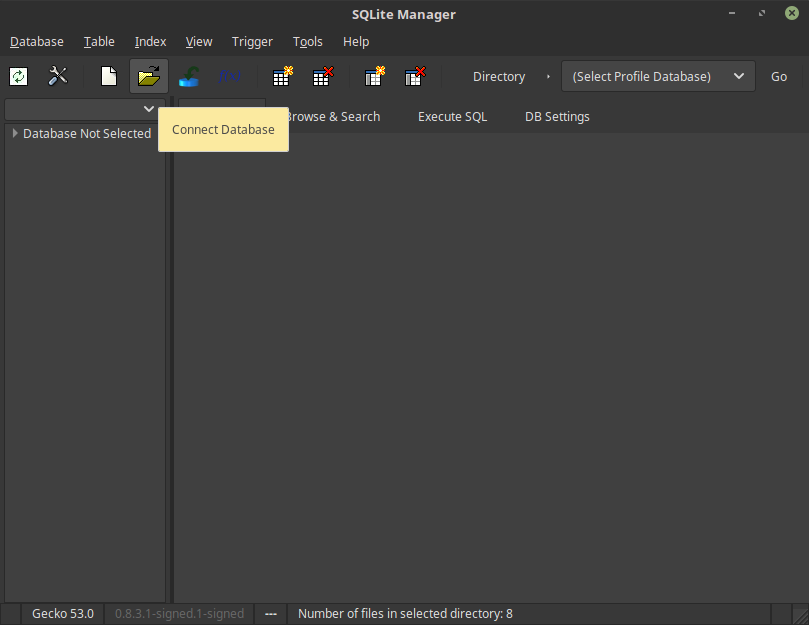 SQLite Manager
Database Table Index View Trigger Tools Help
f(x) Directory (Select Profile Database) Go
Browse & Search Execute SQL DB Settings
Connect Database
Database Not Selected
Gecko 53.0 0.8.3.1-signed.1-signed --- Number of files in selected directory: 8